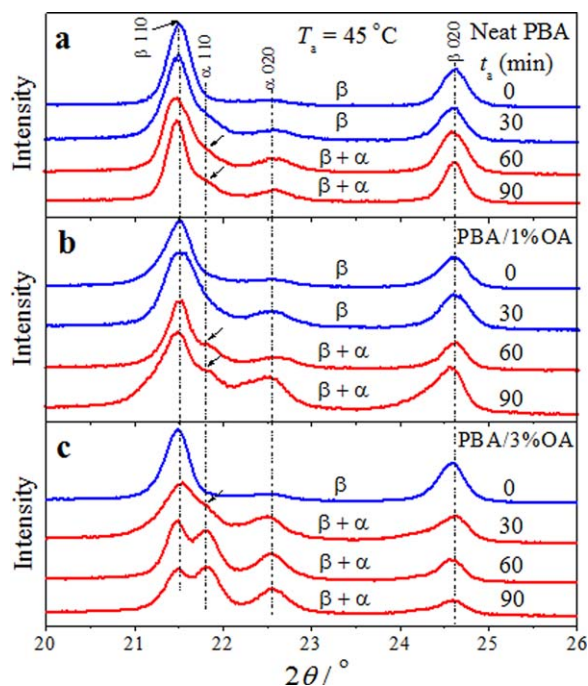 a
β 110
α 110
α 020
T_a = 45 °C
Neat PBA
β 020
t_a (min)
β
0
β
30
β + α
60
β + α
90
Intensity
b
PBA/1%OA
β
0
β
30
β + α
60
β + α
90
Intensity
c
PBA/3%OA
β
0
β + α
30
β + α
60
β + α
90
Intensity
20 21 22 23 24 25 26
2θ/ °